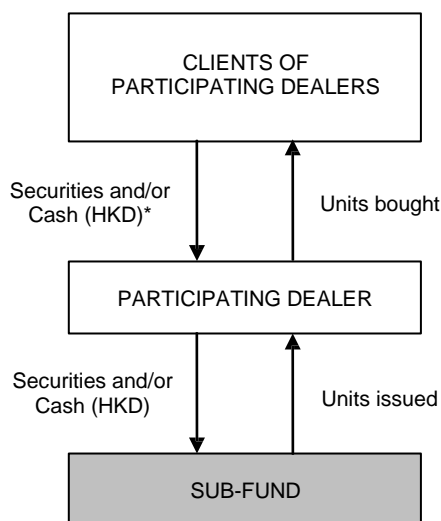 CLIENTS OF
PARTICIPATING DEALERS
Securities and/or
Cash (HKD)*
Units bought
PARTICIPATING DEALER
Securities and/or
Cash (HKD)
Units issued
SUB-FUND